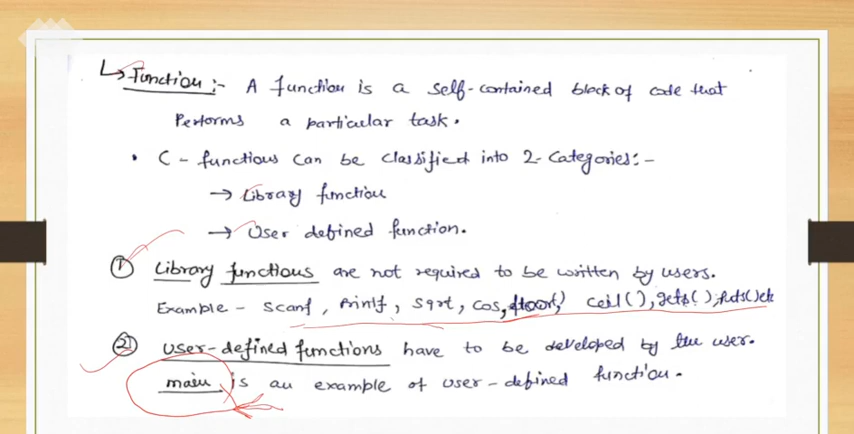 ↳ Function :- A function is a self-contained block of code that
Performs a particular task.
• C - functions can be classified into 2-categories:-
→ Library function
→ User defined function.
① Library functions are not required to be written by users.
Example - scanf, printf, sqrt, cos, floor, ceil(), gets(), puts() etc
② User-defined functions have to be developed by the user.
main is an example of user-defined function.